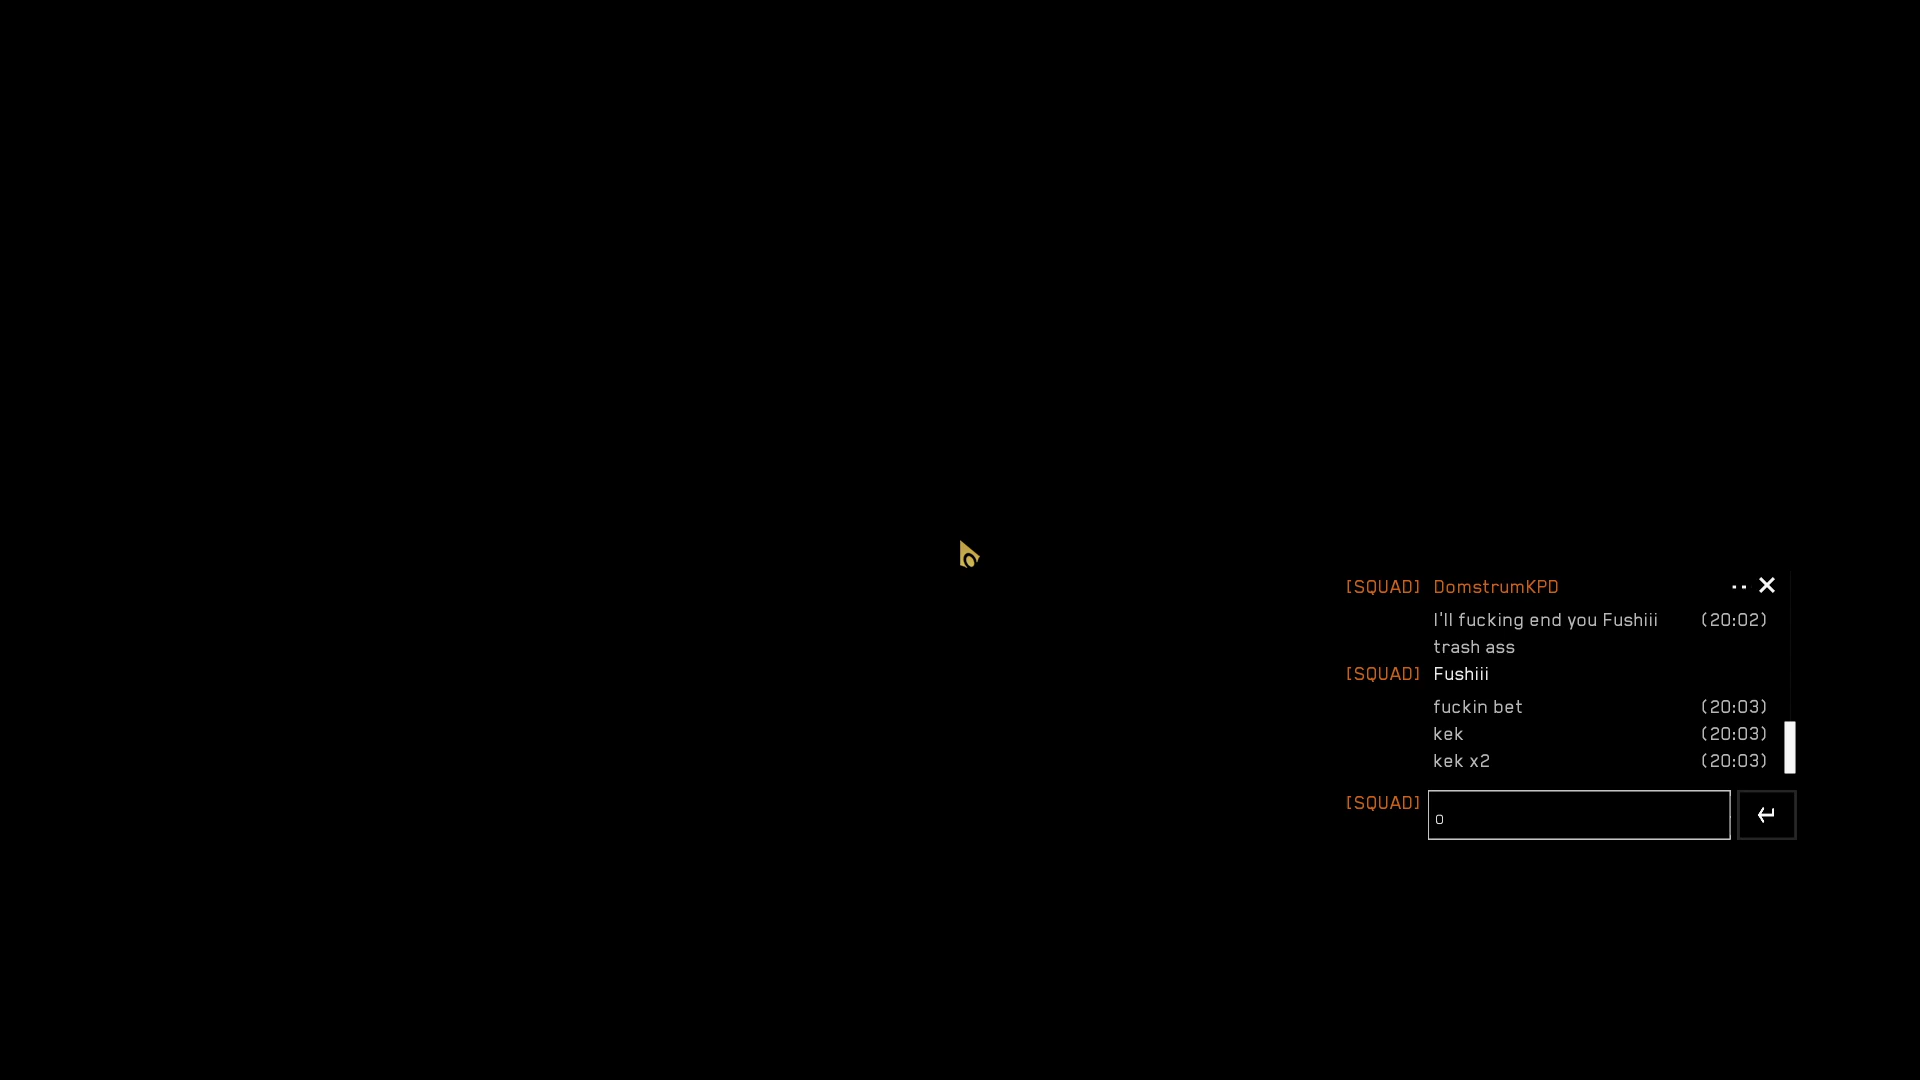 [SQUAD] DomstrumKPD
I'll fucking end you Fushiii (20:02)
trash ass
[SQUAD] Fushiii
fuckin bet (20:03)
kek (20:03)
kek x2 (20:03)
[SQUAD] o